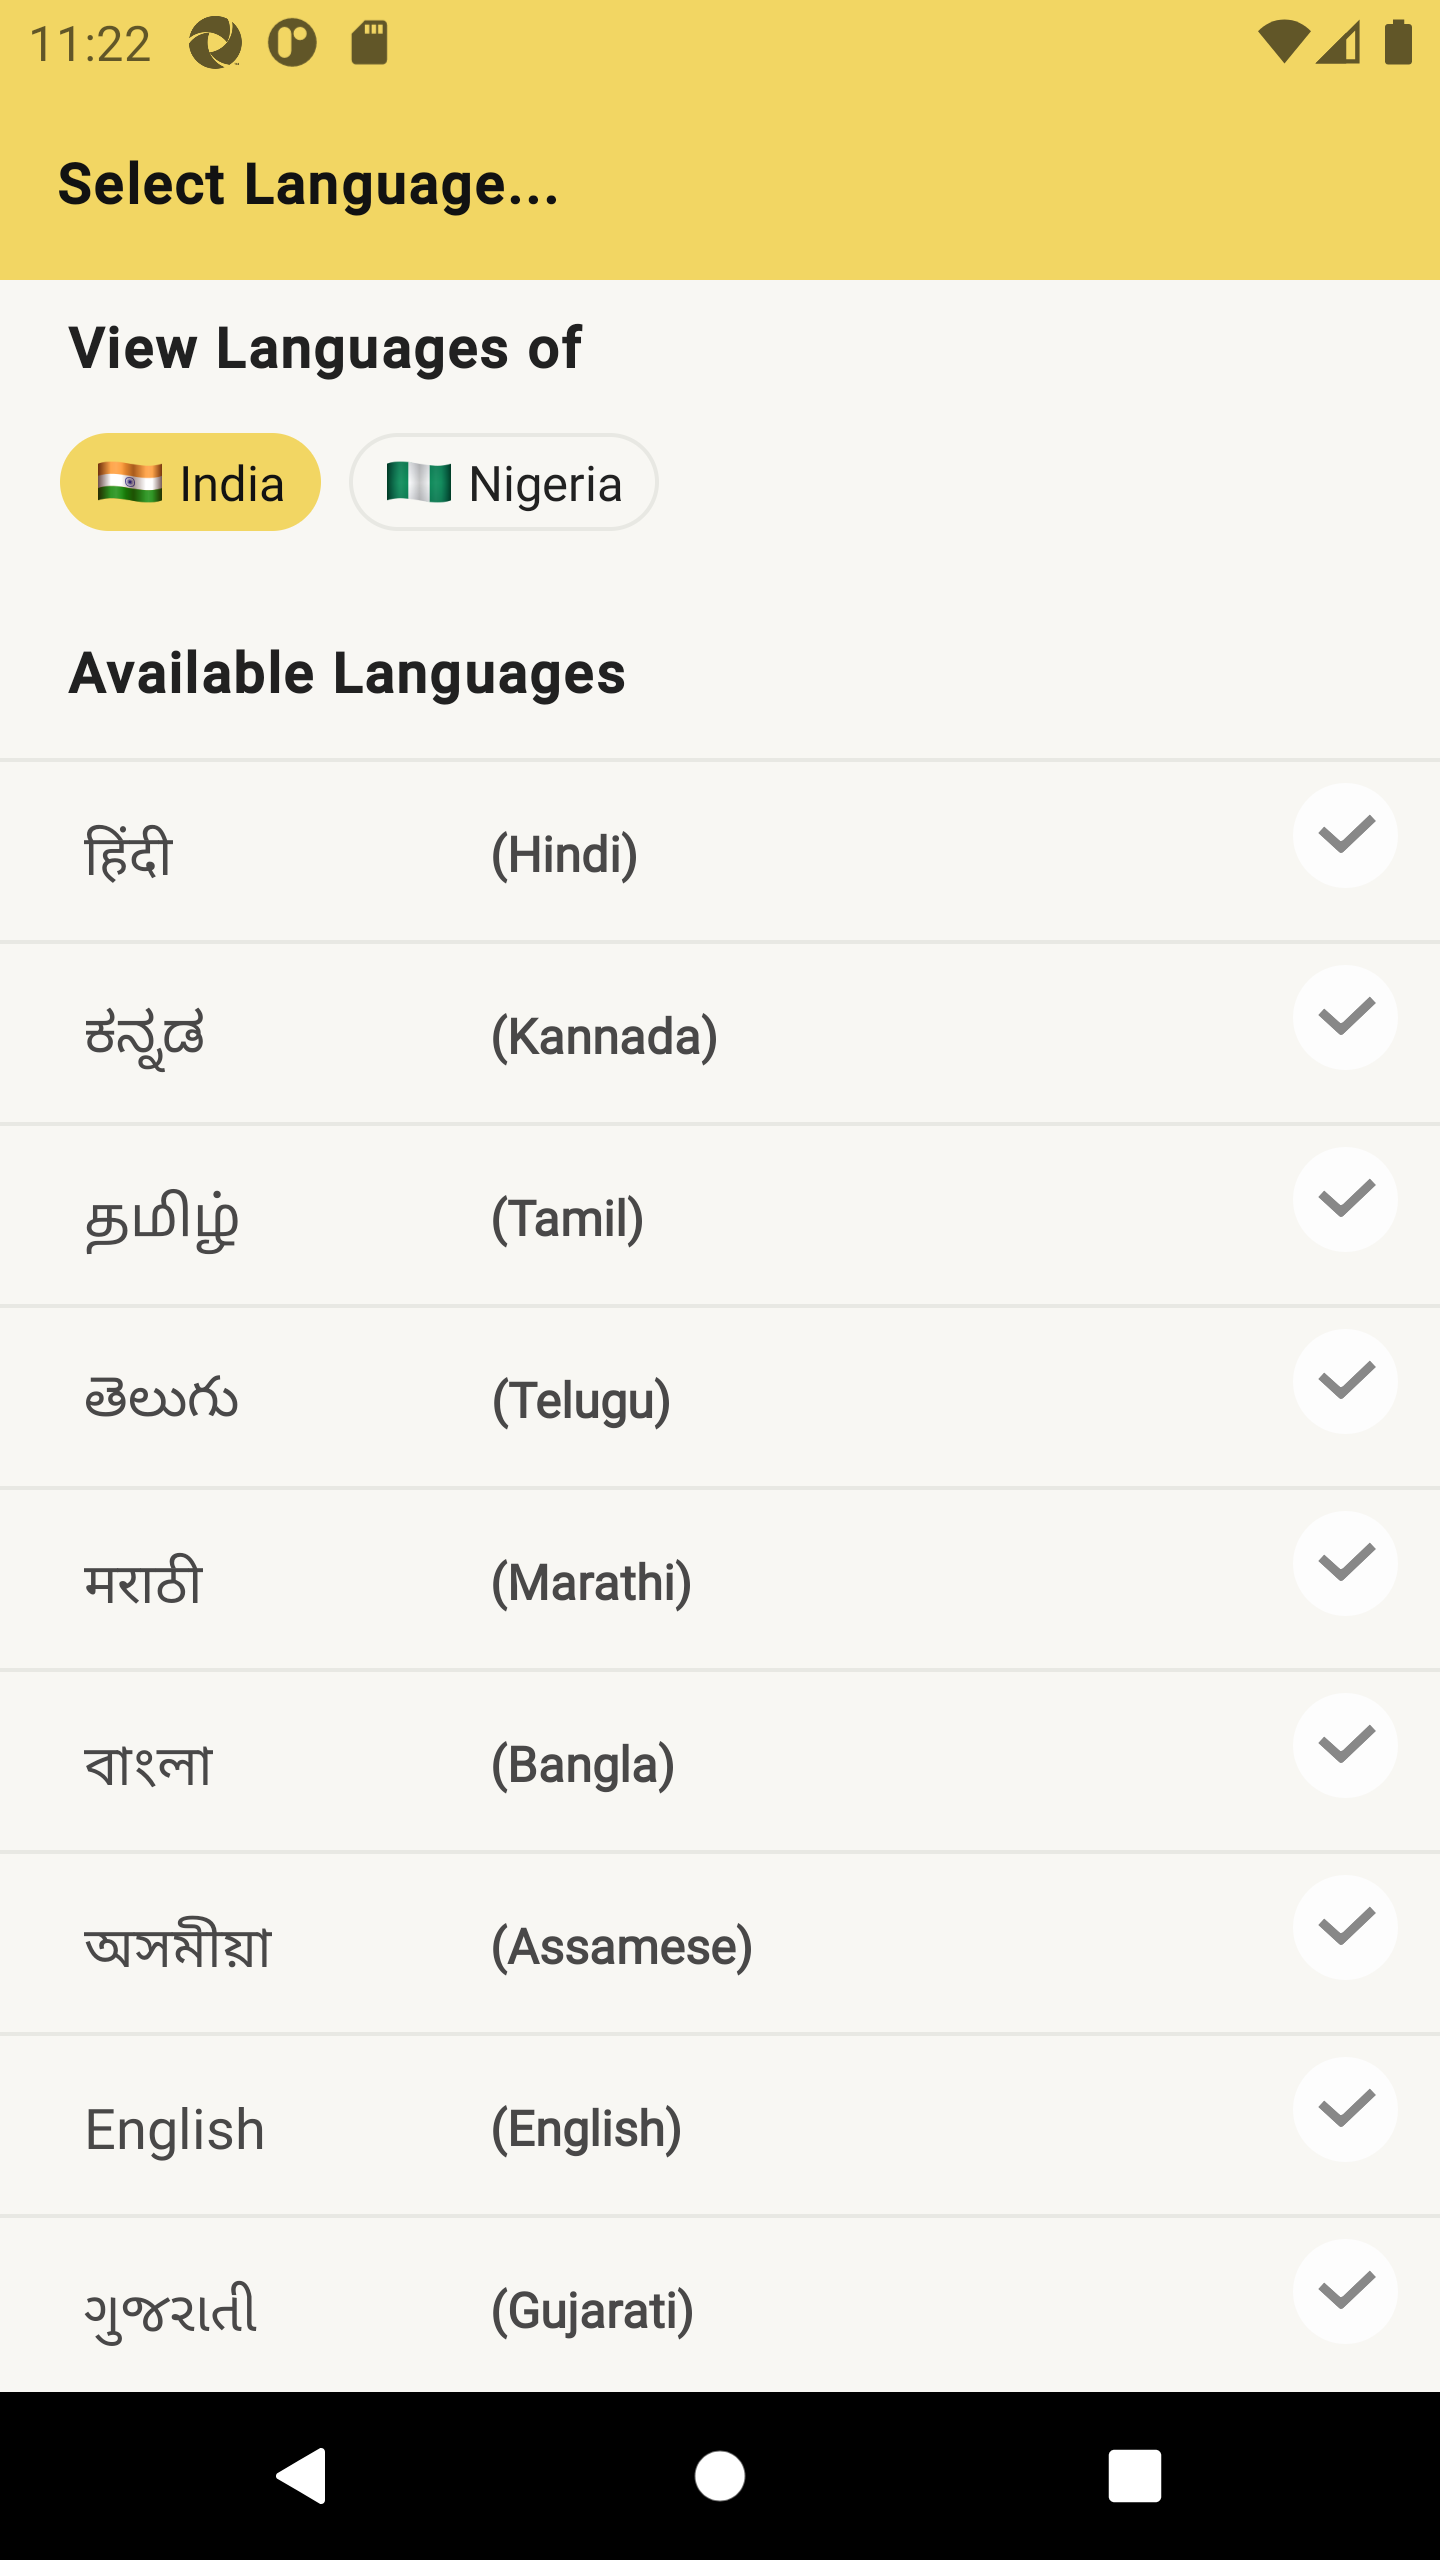 11:22
Select Language...
View Languages of
India Nigeria
Available Languages
हिंदी (Hindi)
ಕನ್ನಡ (Kannada)
தமிழ் (Tamil)
తెలుగు (Telugu)
मराठी (Marathi)
বাংলা (Bangla)
অসমীয়া (Assamese)
English (English)
ગુજરાતી (Gujarati)